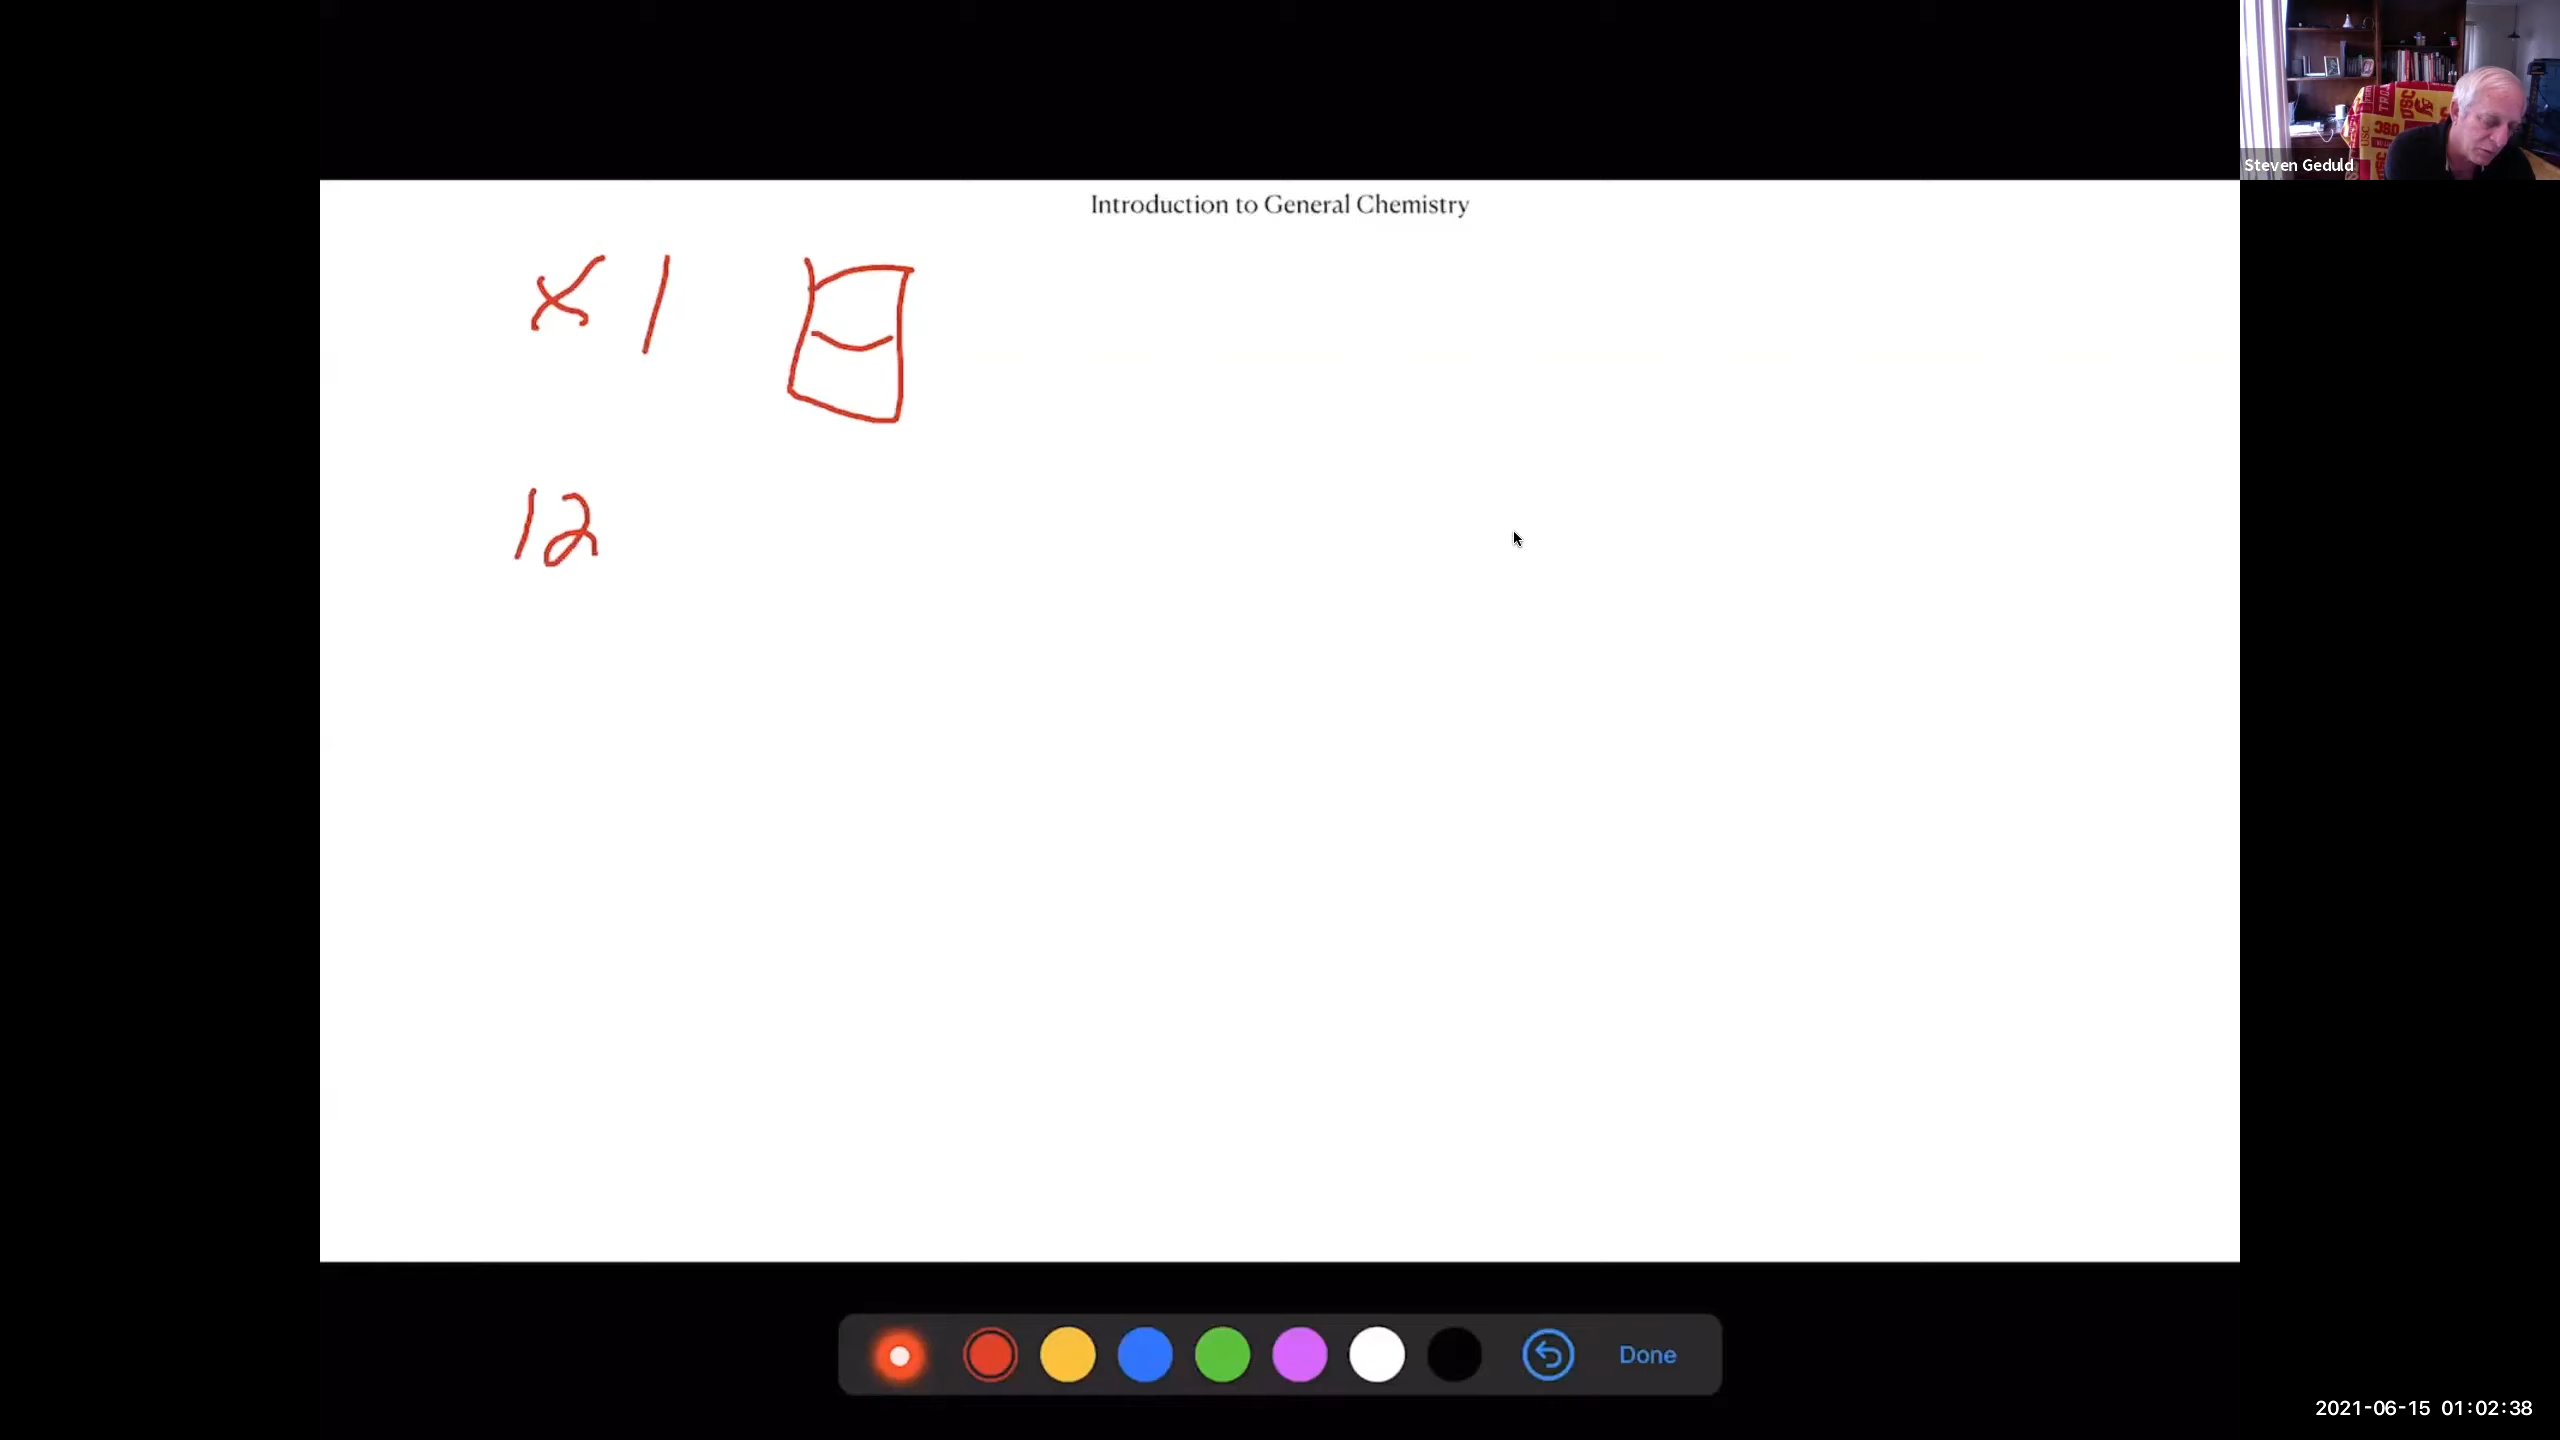 Introduction to General Chemistry
Steven Geduld
x 1
12
Done
2021-06-15 01:02:38